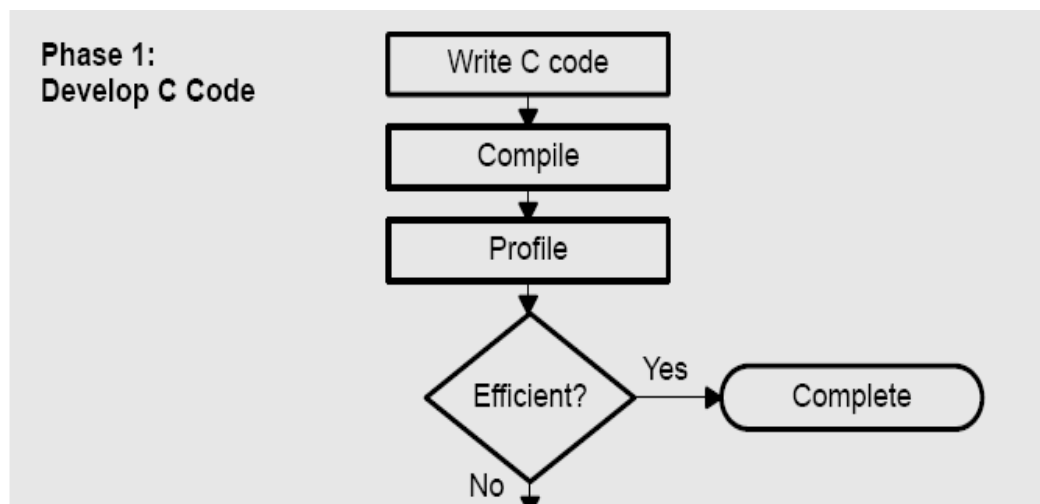 Phase 1:
Develop C Code
Write C code
Compile
Profile
Efficient?
Yes
Complete
No